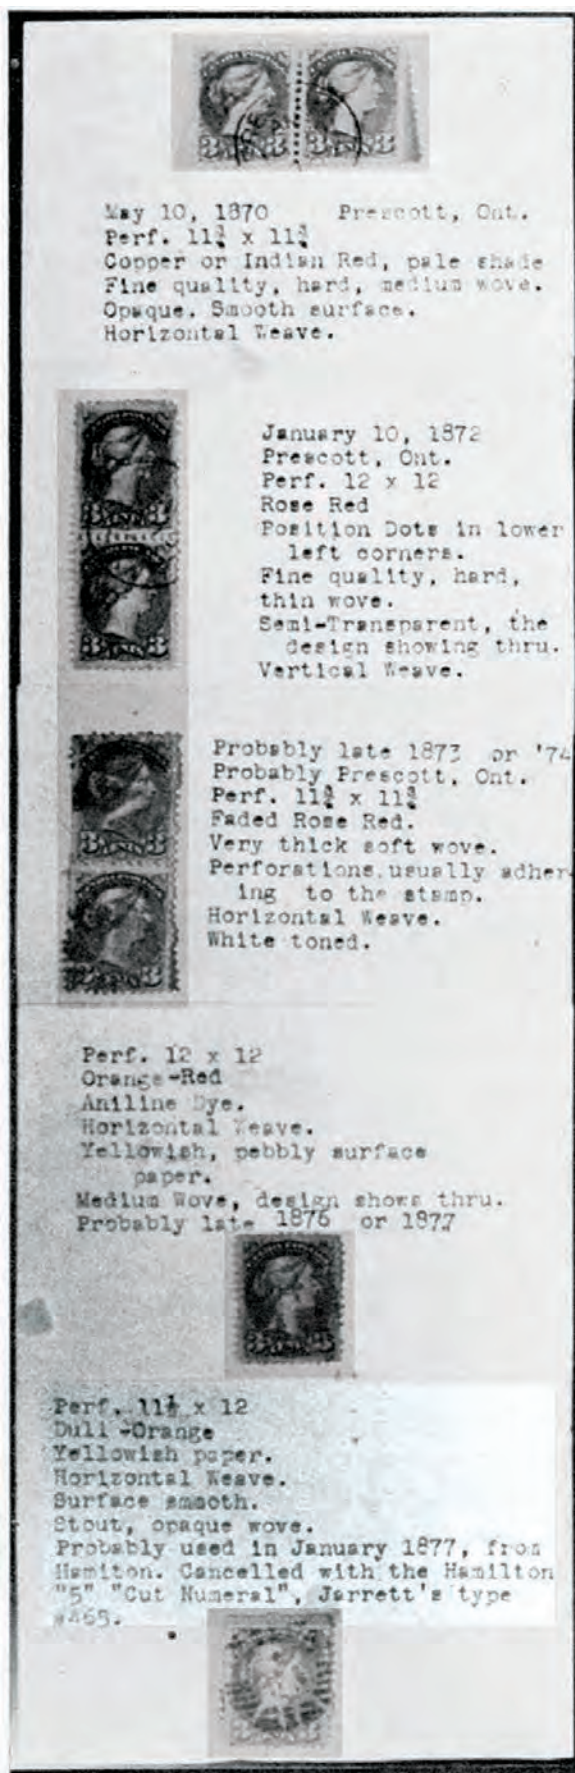 May 10, 1870 Prescott, Ont.
Perf. 11¾ x 11¾
Copper or Indian Red, pale shade
Fine quality, hard, medium wove.
Opaque. Smooth surface.
Horizontal Weave.
January 10, 1872
Prescott, Ont.
Perf. 12 x 12
Rose Red
Position Dots in lower
left corners.
Fine quality, hard,
thin wove.
Semi-Transparent, the
design showing thru.
Vertical Weave.
Probably late 1873 or '74
Probably Prescott, Ont.
Perf. 11¾ x 11¾
Faded Rose Red.
Very thick soft wove.
Perforations usually adher-
ing to the stamp.
Horizontal Weave.
White toned.
Perf. 12 x 12
Orange-Red
Aniline Dye.
Horizontal Weave.
Yellowish, pebbly surface
paper.
Medium Wove, design shows thru.
Probably late 1876 or 1877
Perf. 11½ x 12
Dull -Orange
Yellowish paper.
Horizontal Weave.
Surface smooth.
Stout, opaque wove.
Probably used in January 1877, from
Hamiton. Cancelled with the Hamilton
"5" "Cut Numeral", Jarrett's type
#465.